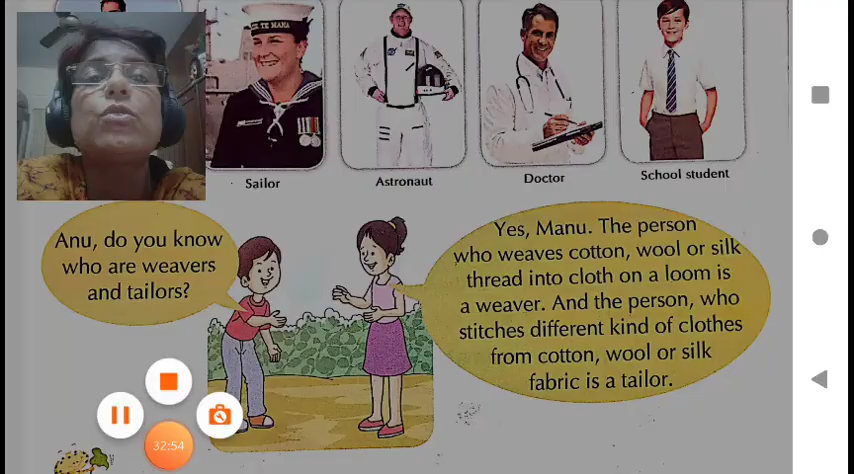 TE MANA
Sailor
Astronaut
Doctor
School student
Anu, do you know
who are weavers
and tailors?
Yes, Manu. The person
who weaves cotton, wool or silk
thread into cloth on a loom is
a weaver. And the person, who
stitches different kind of clothes
from cotton, wool or silk
fabric is a tailor.
32:54